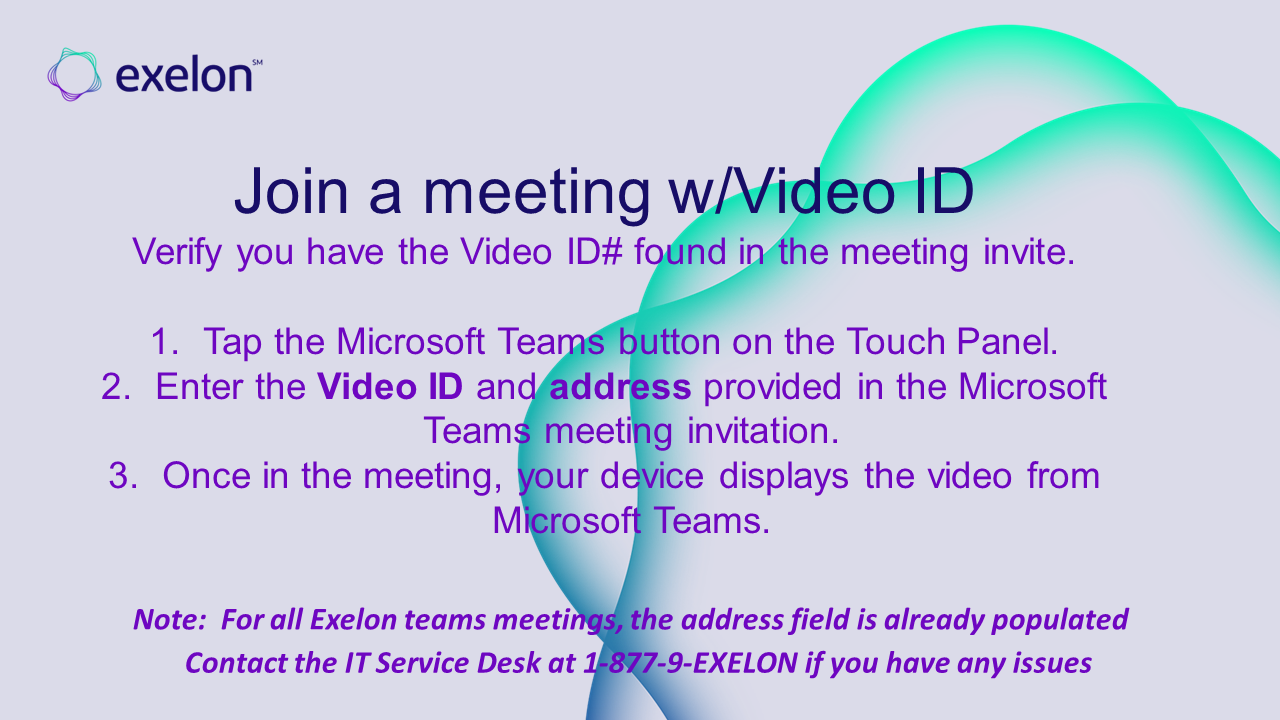 exelon℠
Join a meeting w/Video ID
Verify you have the Video ID# found in the meeting invite.
1. Tap the Microsoft Teams button on the Touch Panel.
2. Enter the Video ID and address provided in the Microsoft
Teams meeting invitation.
3. Once in the meeting, your device displays the video from
Microsoft Teams.
Note: For all Exelon teams meetings, the address field is already populated
Contact the IT Service Desk at 1-877-9-EXELON if you have any issues